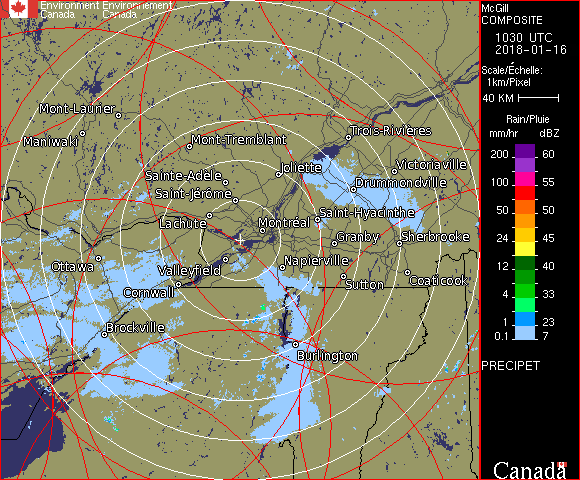 Environment Environnement
Canada Canada
McGill
COMPOSITE
1030 UTC
2018-01-16
Scale/Échelle:
1km/Pixel
40 KM
Rain/Pluie
mm/hr dBZ
200 60
100 55
50 50
24 45
12 40
4 33
1 23
0.1 7
PRECIPET
Mont-Laurier
Maniwaki
Mont-Tremblant
Trois-Rivières
Joliette
Victoriaville
Sainte-Adèle
Drummondville
Saint-Jérôme
Saint-Hyacinthe
Lachute
Montréal
Granby
Sherbrooke
Ottawa
Valleyfield
Napierville
Sutton
Coaticook
Cornwall
Brockville
Burlington
Canada